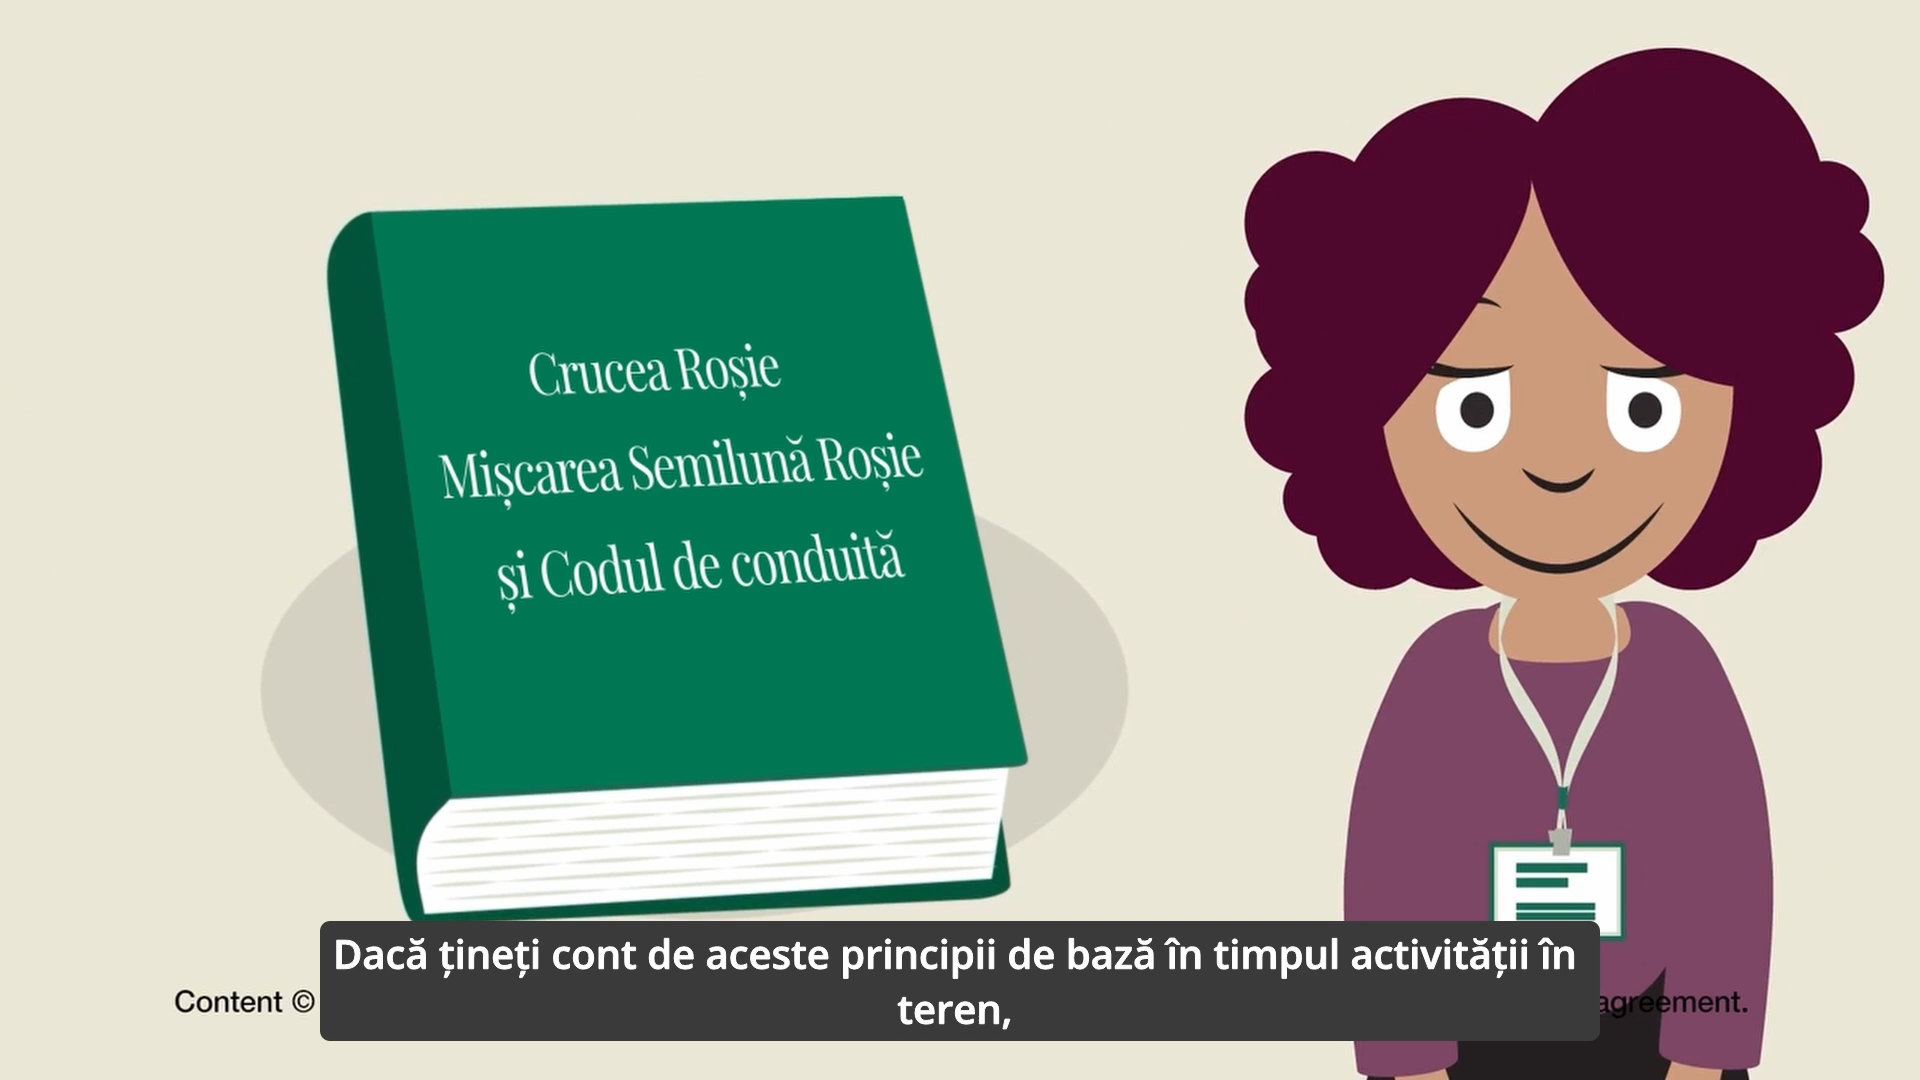 Crucea Roșie
Mișcarea Semilună Roșie
și Codul de conduită
Dacă țineți cont de aceste principii de bază în timpul activității în
teren,
Content © agreement.